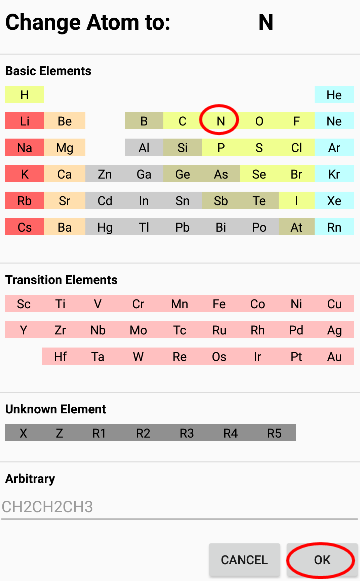 Change Atom to: N
Basic Elements
H He
Li Be B C N O F Ne
Na Mg Al Si P S Cl Ar
K Ca Zn Ga Ge As Se Br Kr
Rb Sr Cd In Sn Sb Te I Xe
Cs Ba Hg Tl Pb Bi Po At Rn
Transition Elements
Sc Ti V Cr Mn Fe Co Ni Cu
Y Zr Nb Mo Tc Ru Rh Pd Ag
Hf Ta W Re Os Ir Pt Au
Unknown Element
X Z R1 R2 R3 R4 R5
Arbitrary
CH2CH2CH3
CANCEL OK